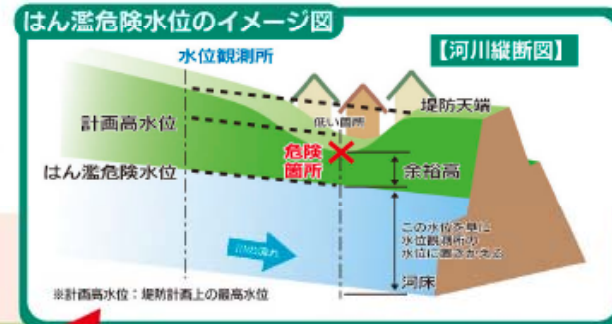 はん濫危険水位のイメージ図
【河川縦断図】
水位観測所
堤防天端
計画高水位
低い箇所
危険
箇所
はん濫危険水位
余裕高
この水位を早に
水位観測所の
水位に置きかえる
川の流れ
河床
※計画高水位:堤防計画上の最高水位